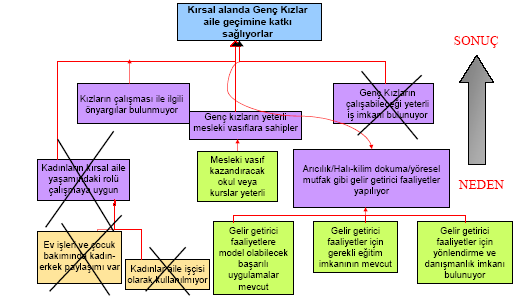 Kırsal alanda Genç Kızlar
aile geçimine katkı
sağlıyorlar
SONUÇ
Kızların çalışması ile ilgili
önyargılar bulunmuyor
Genç Kızların
çalışabileceği yeterli
iş imkanı bulunuyor
Genç kızların yeterli
mesleki vasıflara sahipler
Kadınların kırsal aile
yaşamındaki rolü
çalışmaya uygun
Mesleki vasıf
kazandıracak
okul veya
kurslar yeterli
Arıcılık/Halı-kilim dokuma/yöresel
mutfak gibi gelir getirici faaliyetler
yapılıyor
NEDEN
Ev işleri ve çocuk
bakımında kadın-
erkek paylaşımı var
Kadınlar aile işçisi
olarak kullanılmıyor
Gelir getirici
faaliyetlere
model olabilecek
başarılı
uygulamalar
mevcut
Gelir getirici
faaliyetler için
gerekli eğitim
imkanının mevcut
Gelir getirici
faaliyetler için
yönlendirme ve
danışmanlık imkanı
bulunuyor